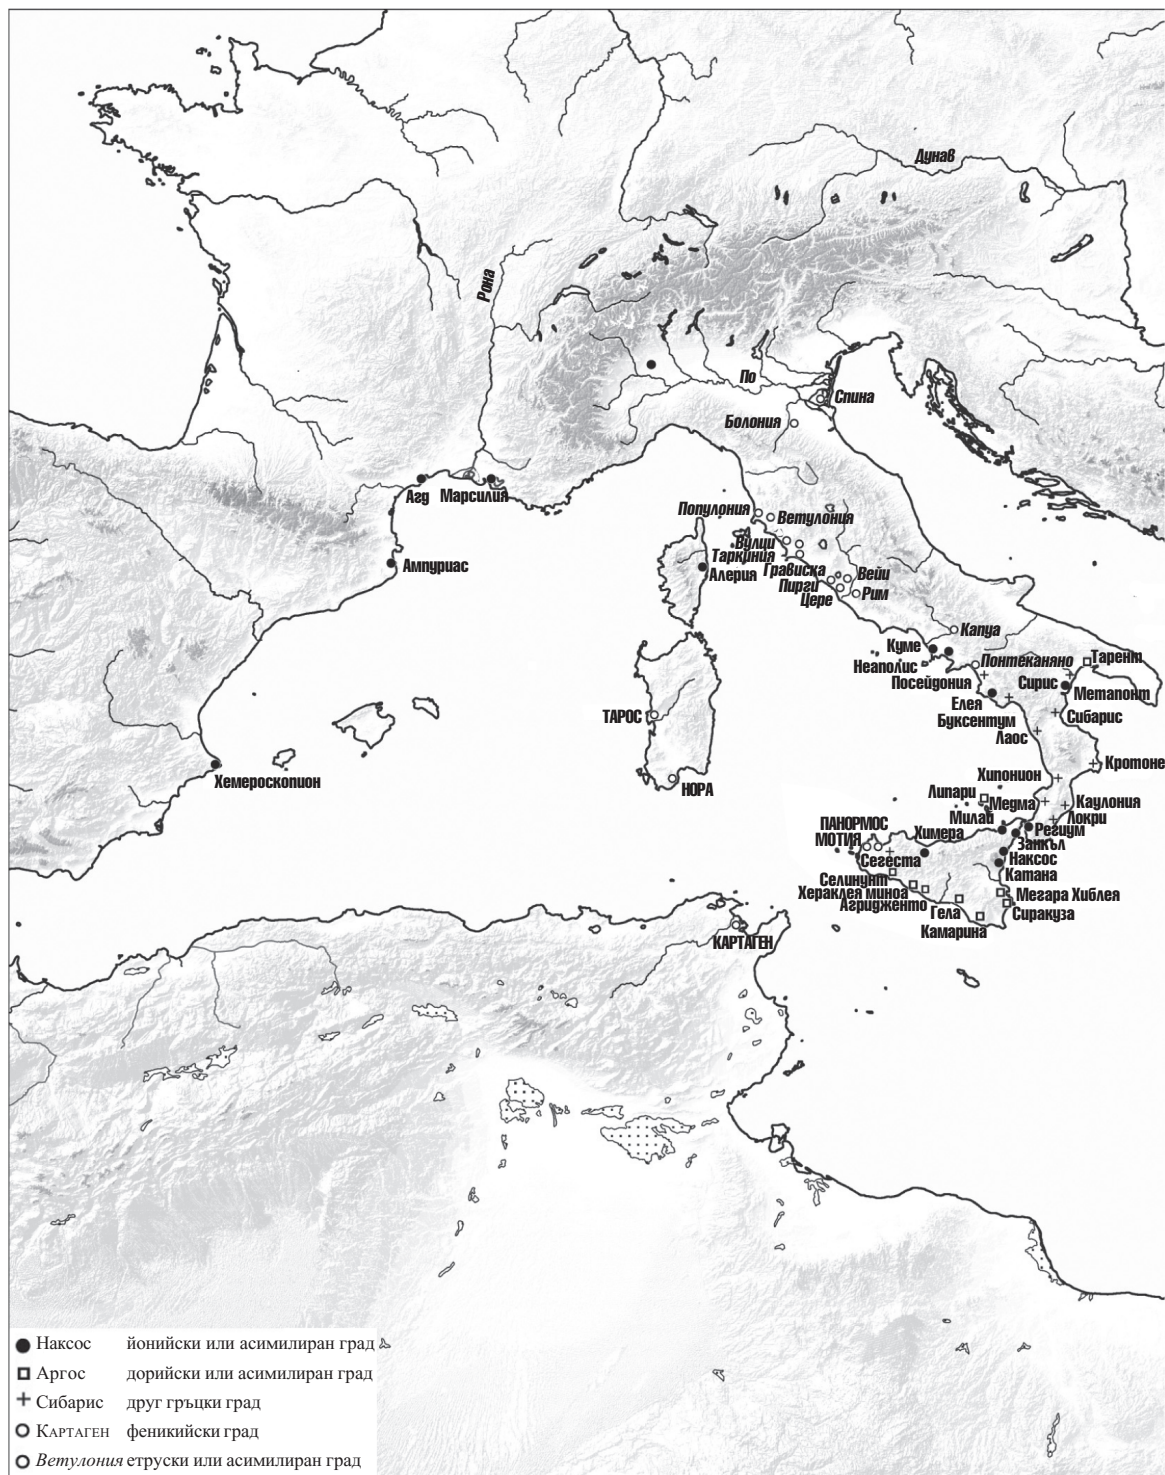 Дунав
Рона
По
Спина
Болония
Агд
Марсилия
Популония
Ветулония
Ампуриас
Вулци
Таркиния
Алерия
Грависка
Вейи
Пирги
Рим
Цере
Капуа
Куме
Неаполис
Понтеканяно
Тарент
Посейдония
Сирис
Метапонт
Елея
ТАРОС
Буксентум
Сибарис
Лаос
Хемероскопион
Кротоне
Хипонион
НОРА
Липари
Медма
Каулония
Милай
Локри
ПАНОРМОС
Региум
МОТИЯ
Химера
Занкъл
Сегеста
Наксос
Катана
Селинунт
Хераклея миноа
Мегара Хиблея
Агридженто
Гела
Сиракуза
Камарина
КАРТАГЕН
Наксос йонийски или асимилиран град
Аргос дорийски или асимилиран град
Сибарис друг гръцки град
КАРТАГЕН феникийски град
Ветулония етруски или асимилиран град